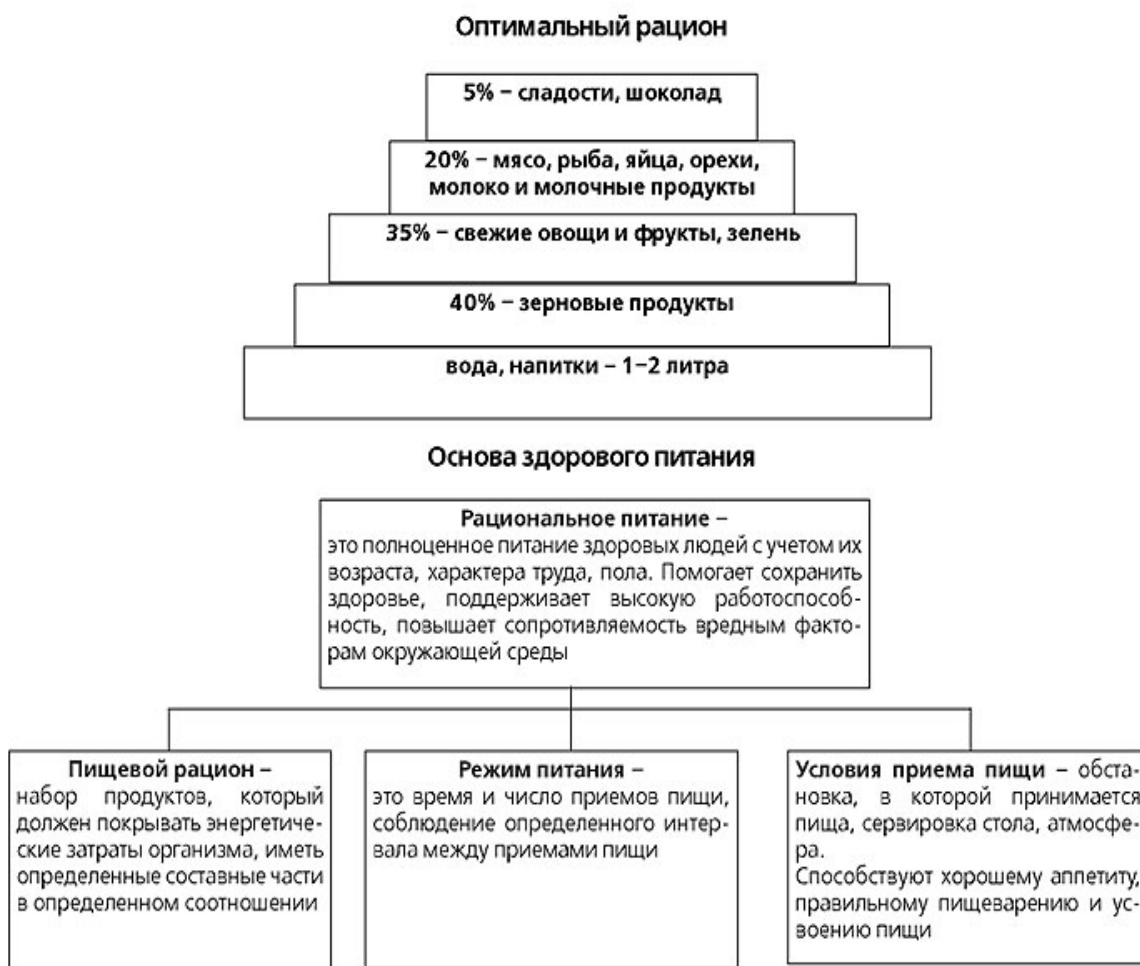 Оптимальный рацион
5% – сладости, шоколад
20% – мясо, рыба, яйца, орехи,
молоко и молочные продукты
35% – свежие овощи и фрукты, зелень
40% – зерновые продукты
вода, напитки – 1–2 литра
Основа здорового питания
Рациональное питание –
это полноценное питание здоровых людей с учетом их
возраста, характера труда, пола. Помогает сохранить
здоровье, поддерживает высокую работоспособ-
ность, повышает сопротивляемость вредным факто-
рам окружающей среды
Пищевой рацион –
набор продуктов, который
должен покрывать энергетиче-
ские затраты организма, иметь
определенные составные части
в определенном соотношении
Режим питания –
это время и число приемов пищи,
соблюдение определенного интер-
вала между приемами пищи
Условия приема пищи – обста-
новка, в которой принимается
пища, сервировка стола, атмосфе-
ра.
Способствуют хорошему аппетиту,
правильному пищеварению и ус-
воению пищи